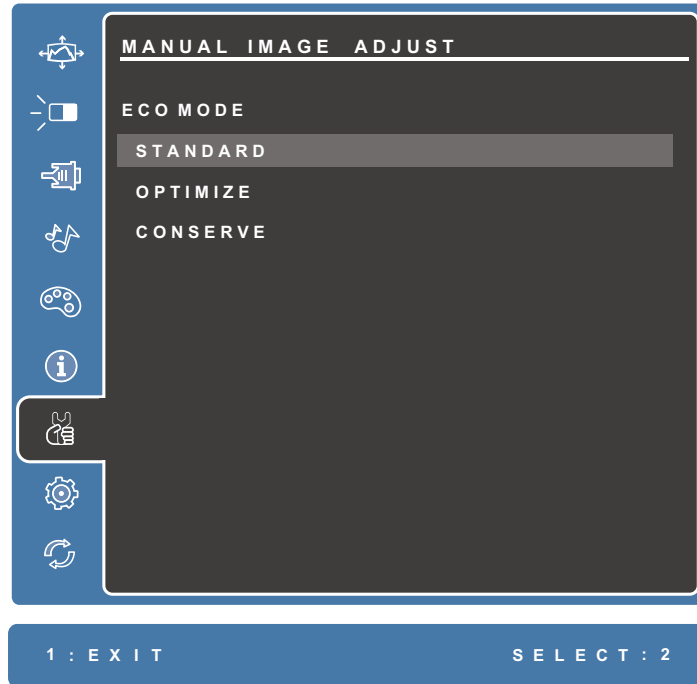 MANUAL IMAGE ADJUST
ECO MODE
STANDARD
OPTIMIZE
CONSERVE
1:EXIT SELECT:2